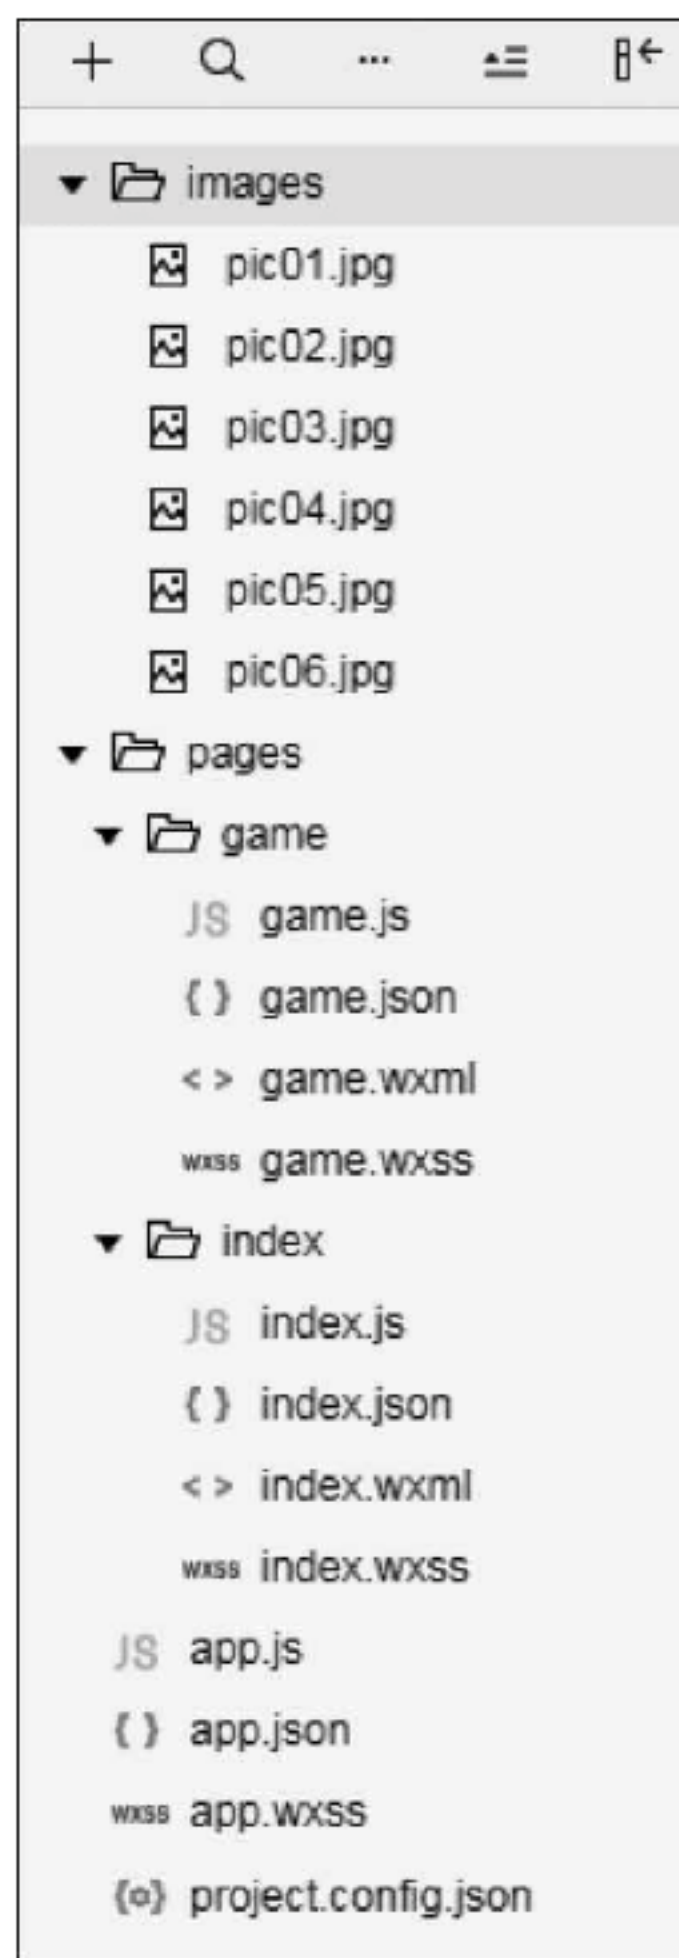 ...
images
pic01.jpg
pic02.jpg
pic03.jpg
pic04.jpg
pic05.jpg
pic06.jpg
pages
game
JS game.js
{ } game.json
< > game.wxml
wxss game.wxss
index
JS index.js
{ } index.json
< > index.wxml
wxss index.wxss
JS app.js
{ } app.json
wxss app.wxss
{o} project.config.json